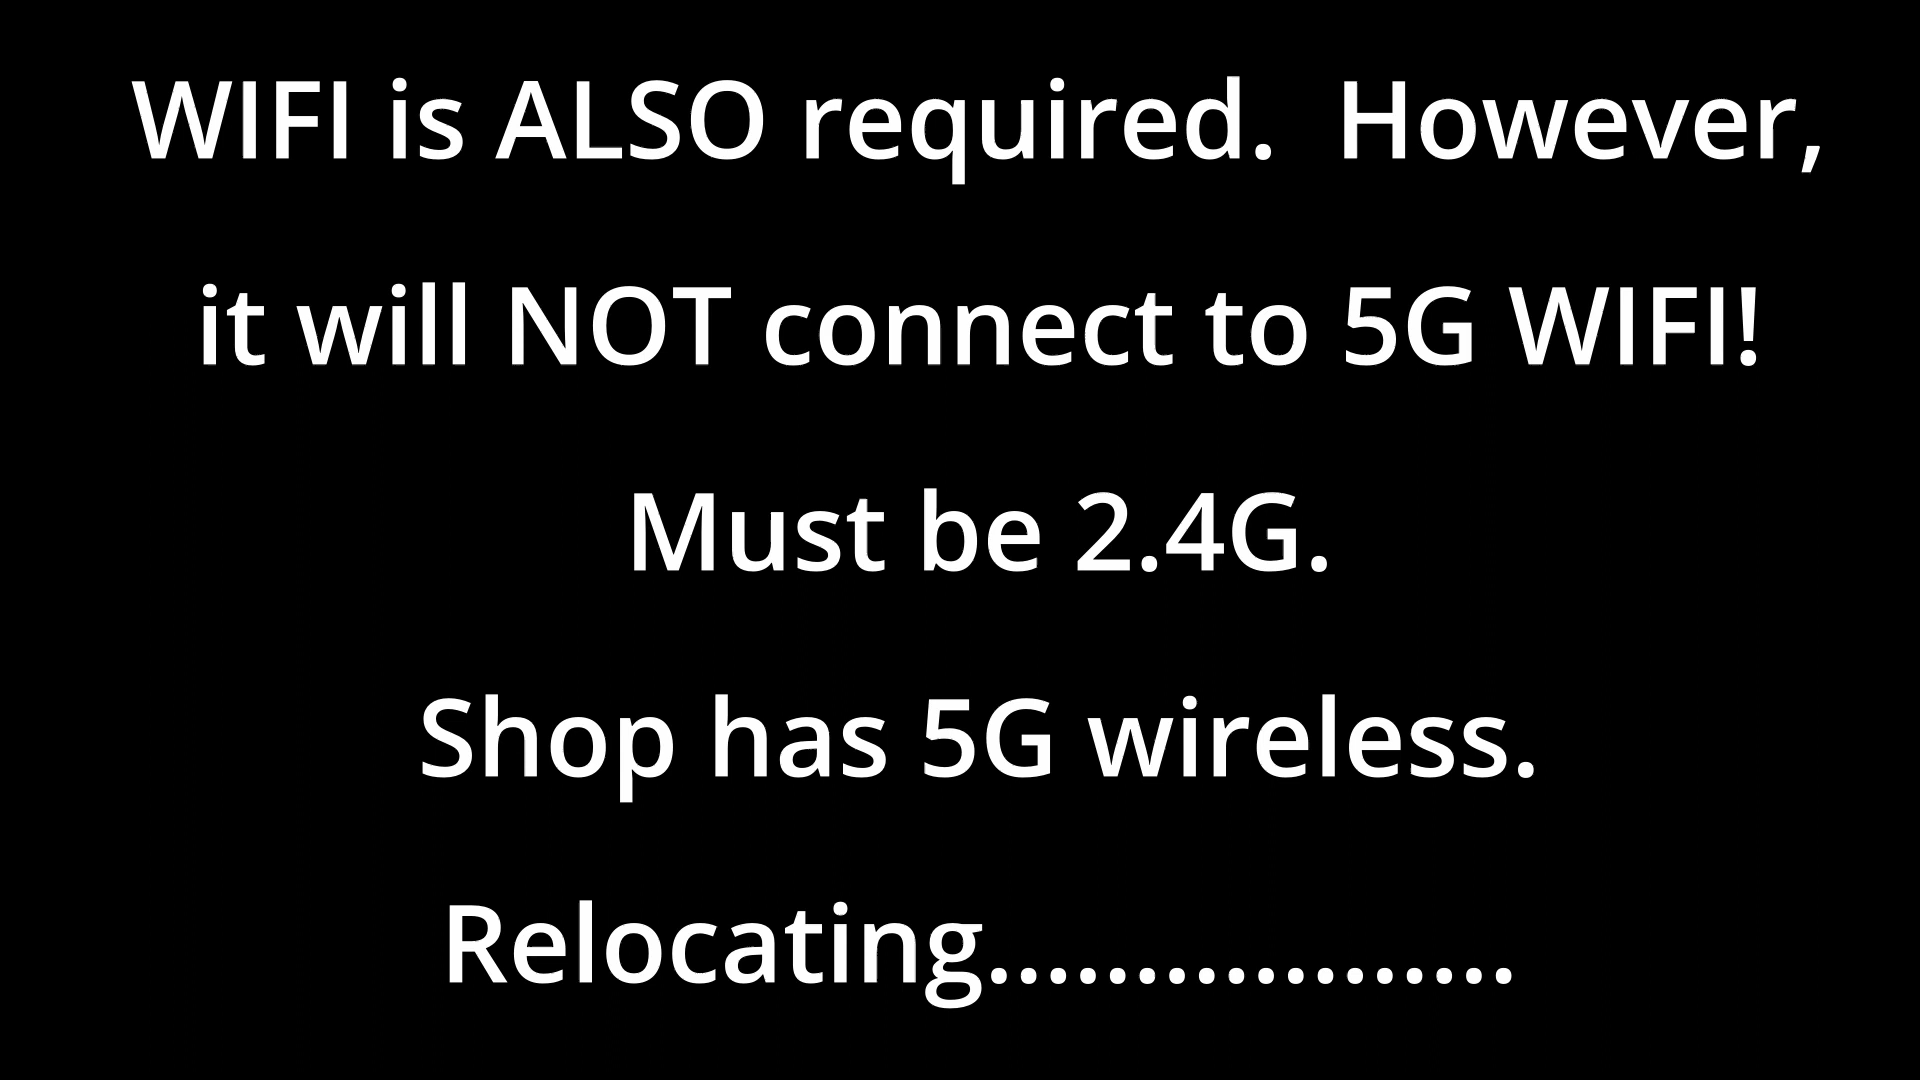 WIFI is ALSO required.  However,
it will NOT connect to 5G WIFI!
Must be 2.4G.
Shop has 5G wireless.
Relocating..................